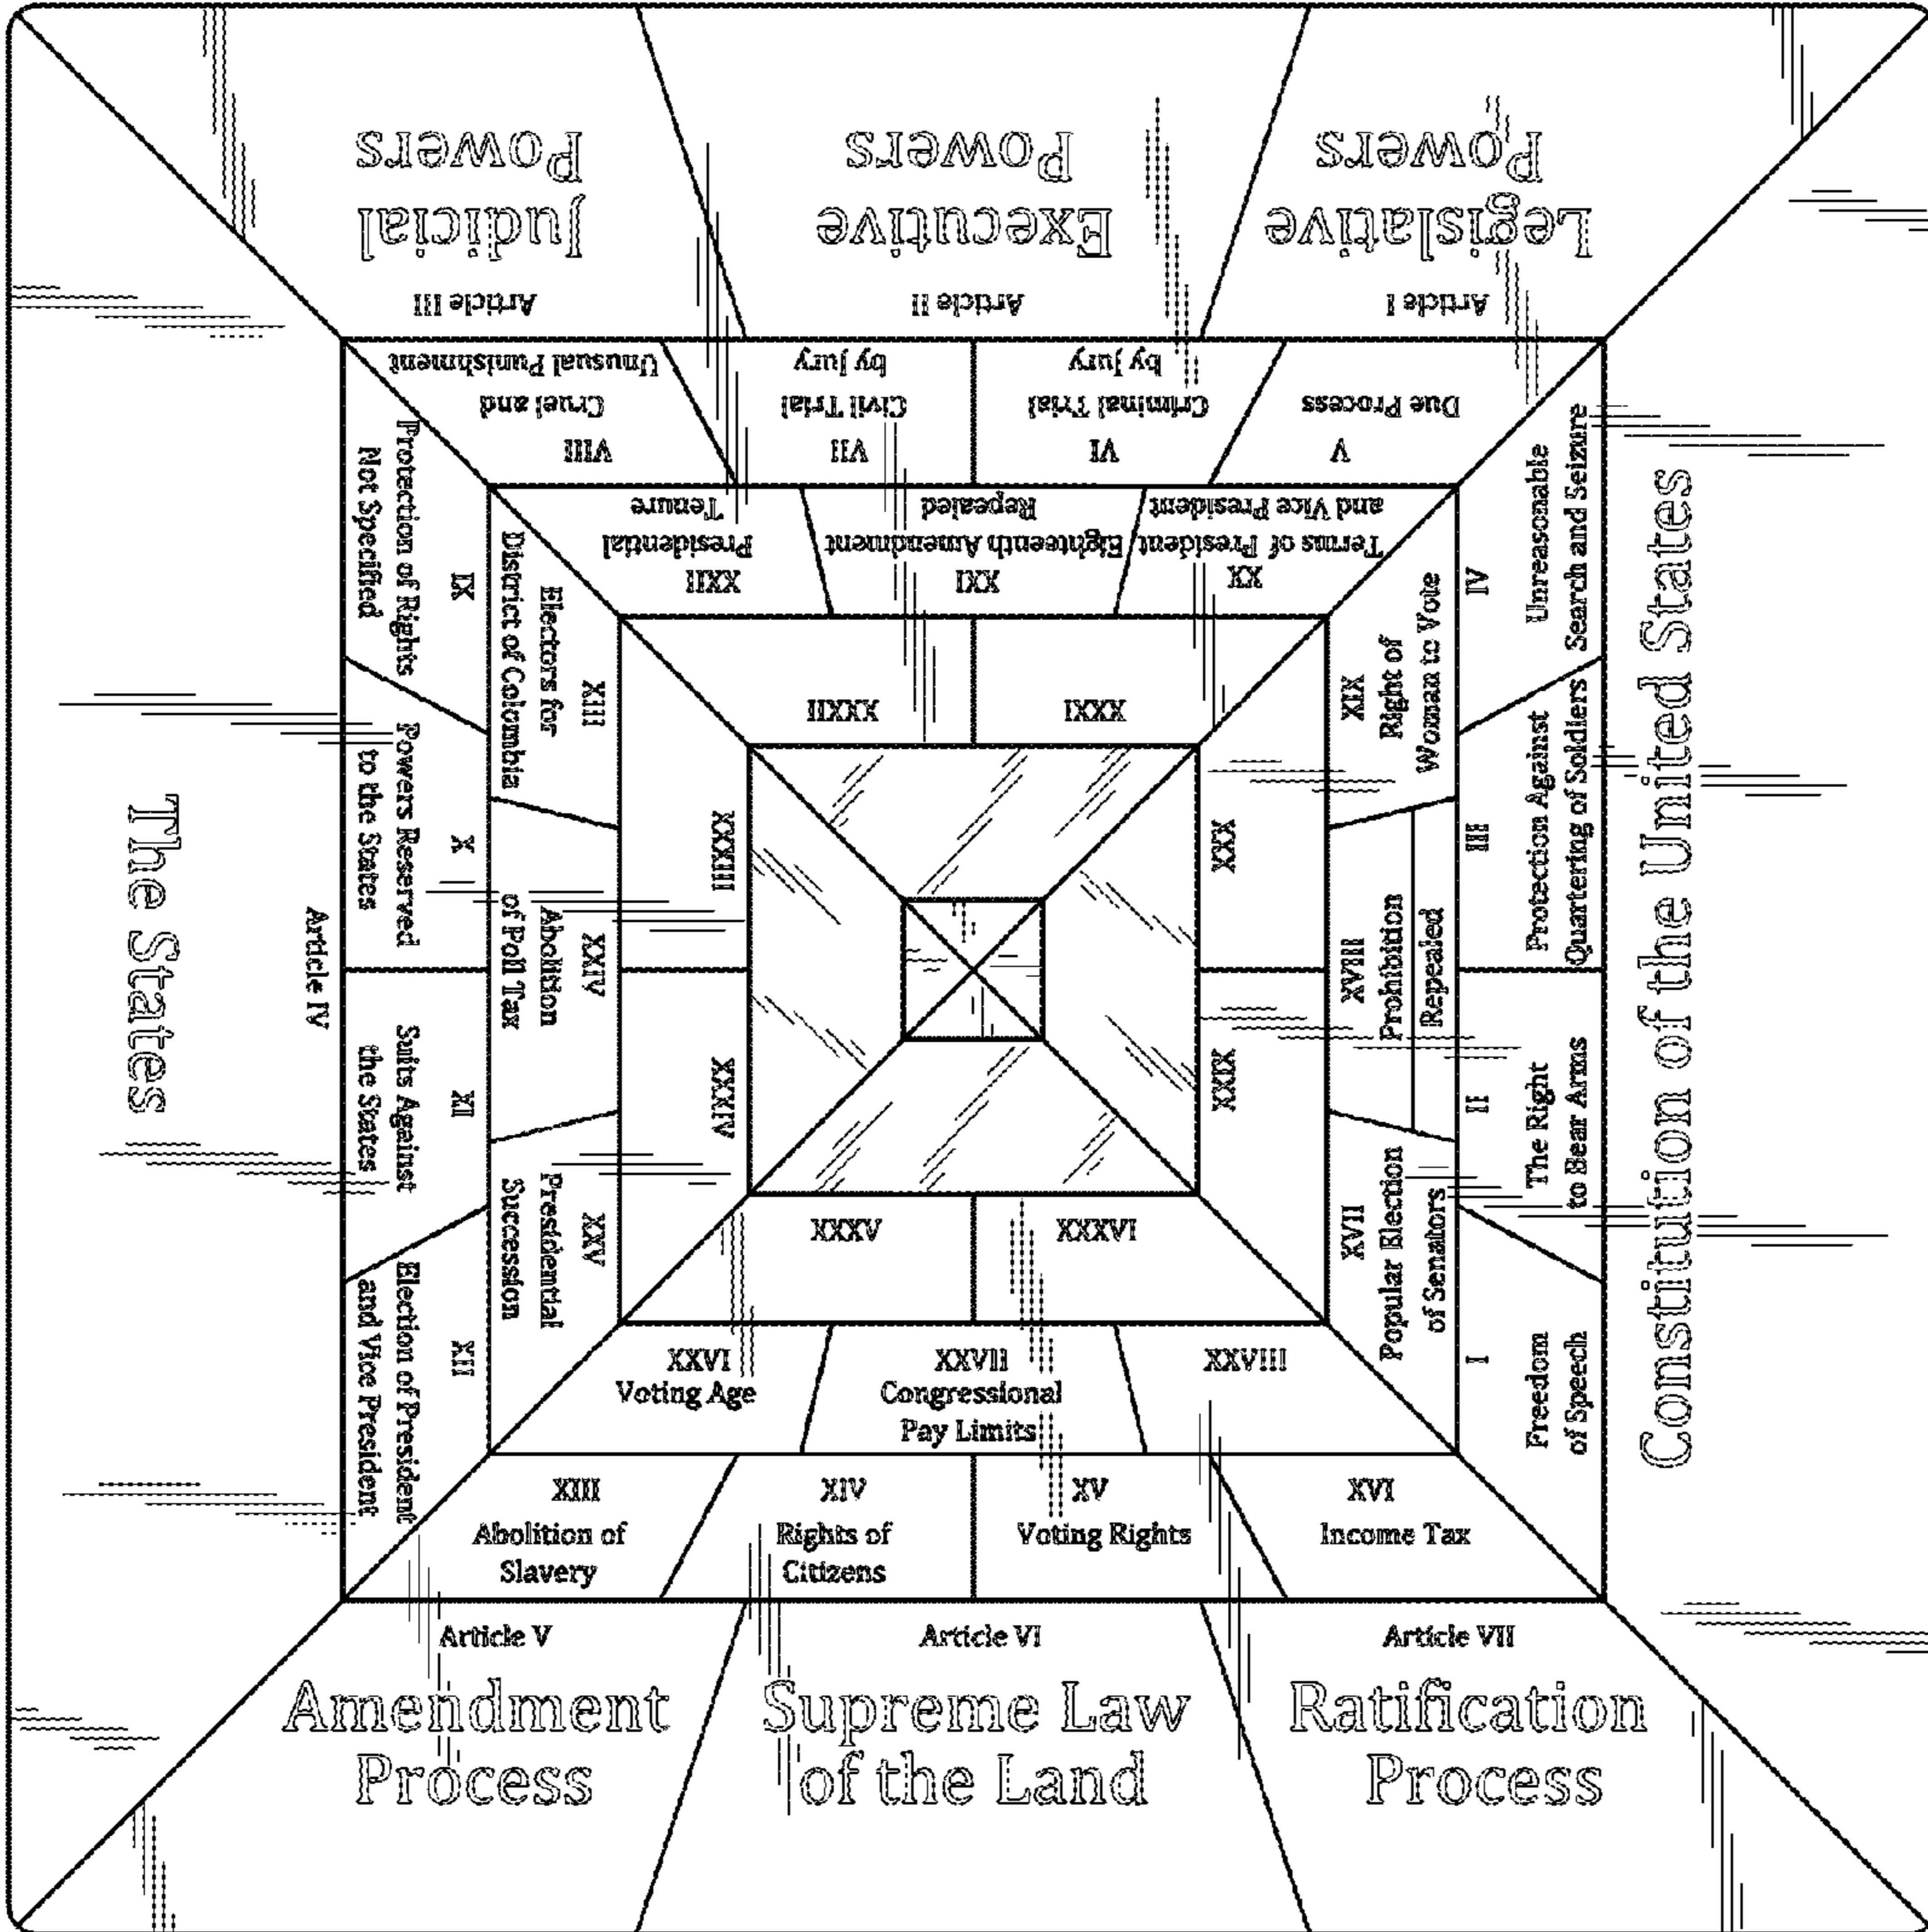 Constitution of the United States
Article I
Legislative
Powers
Article II
Executive
Powers
Article III
Judicial
Powers
Article IV
The States
Article V
Amendment
Process
Article VI
Supreme Law
of the Land
Article VII
Ratification
Process
I
Freedom
of Speech
II
The Right
to Bear Arms
III
Protection Against
Quartering of Soldiers
IV
Unreasonable
Search and Seizure
V
Due Process
VI
Criminal Trial
by Jury
VII
Civil Trial
by Jury
VIII
Cruel and
Unusual Punishment
IX
Protection of Rights
Not Specified
X
Powers Reserved
to the States
XI
Suits Against
the States
XII
Election of President
and Vice President
XIII
Abolition of
Slavery
XIV
Rights of
Citizens
XV
Voting Rights
XVI
Income Tax
XVII
Popular Election
of Senators
XVIII
Prohibition
Repealed
XIX
Right of
Woman to Vote
XX
Terms of President
and Vice President
XXI
Eighteenth Amendment
Repealed
XXII
Presidential
Tenure
XIII
Electors for
District of Colombia
XXIV
Abolition
of Poll Tax
XXV
Presidential
Succession
XXVI
Voting Age
XXVII
Congressional
Pay Limits
XXVIII
XXIX
XXX
XXXI
XXXII
XXXIII
XXXIV
XXXV
XXXVI